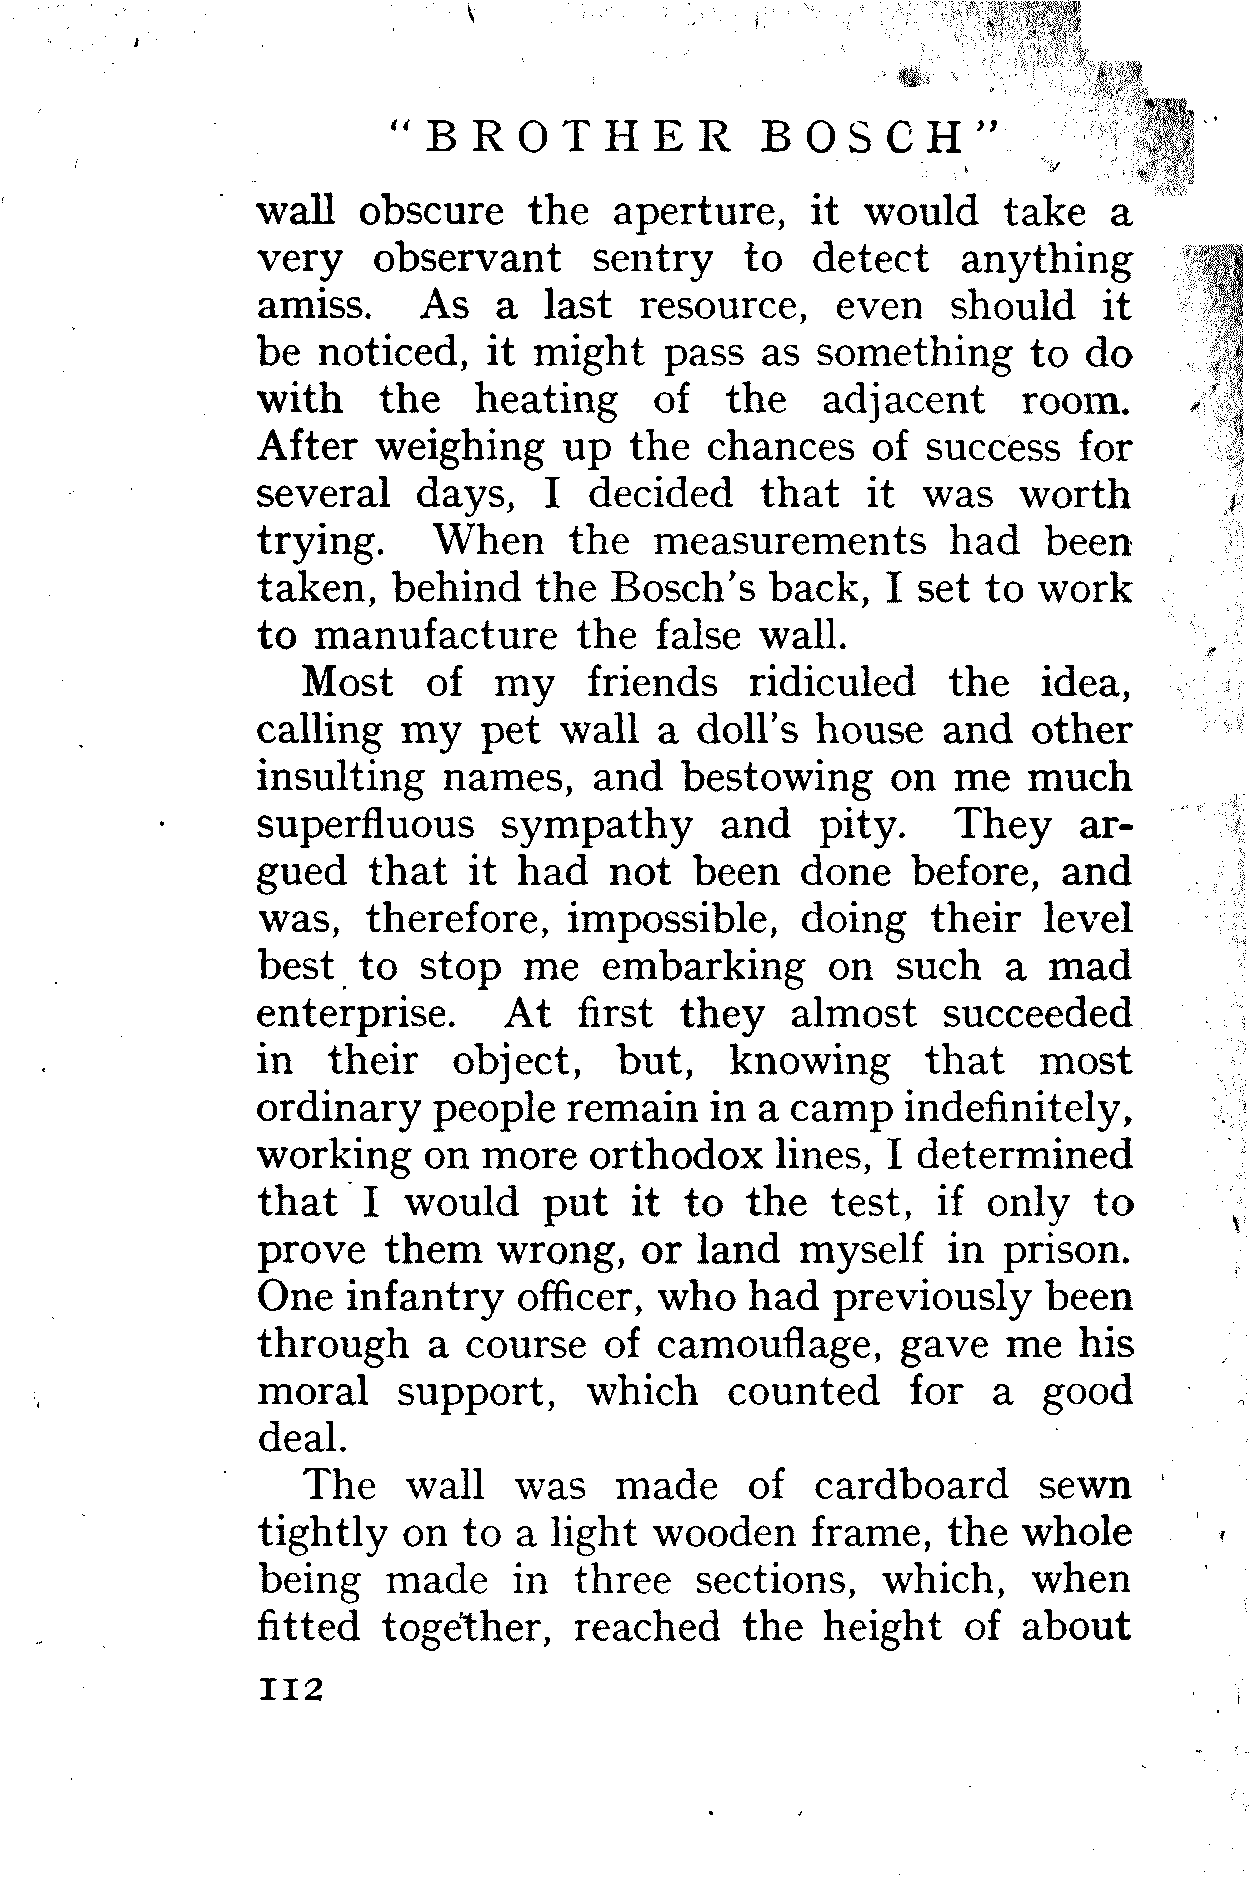 "BROTHER BOSCH"
wall obscure the aperture, it would take a
very observant sentry to detect anything
amiss. As a last resource, even should it
be noticed, it might pass as something to do
with the heating of the adjacent room.
After weighing up the chances of success for
several days, I decided that it was worth
trying. When the measurements had been
taken, behind the Bosch's back, I set to work
to manufacture the false wall.
Most of my friends ridiculed the idea,
calling my pet wall a doll's house and other
insulting names, and bestowing on me much
superfluous sympathy and pity. They ar-
gued that it had not been done before, and
was, therefore, impossible, doing their level
best to stop me embarking on such a mad
enterprise. At first they almost succeeded
in their object, but, knowing that most
ordinary people remain in a camp indefinitely,
working on more orthodox lines, I determined
that I would put it to the test, if only to
prove them wrong, or land myself in prison.
One infantry officer, who had previously been
through a course of camouflage, gave me his
moral support, which counted for a good
deal.
The wall was made of cardboard sewn
tightly on to a light wooden frame, the whole
being made in three sections, which, when
fitted together, reached the height of about
112